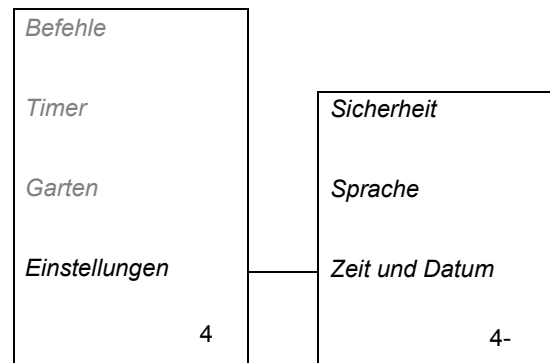 Befehle
Timer
Garten
Einstellungen
4
Sicherheit
Sprache
Zeit und Datum
4-